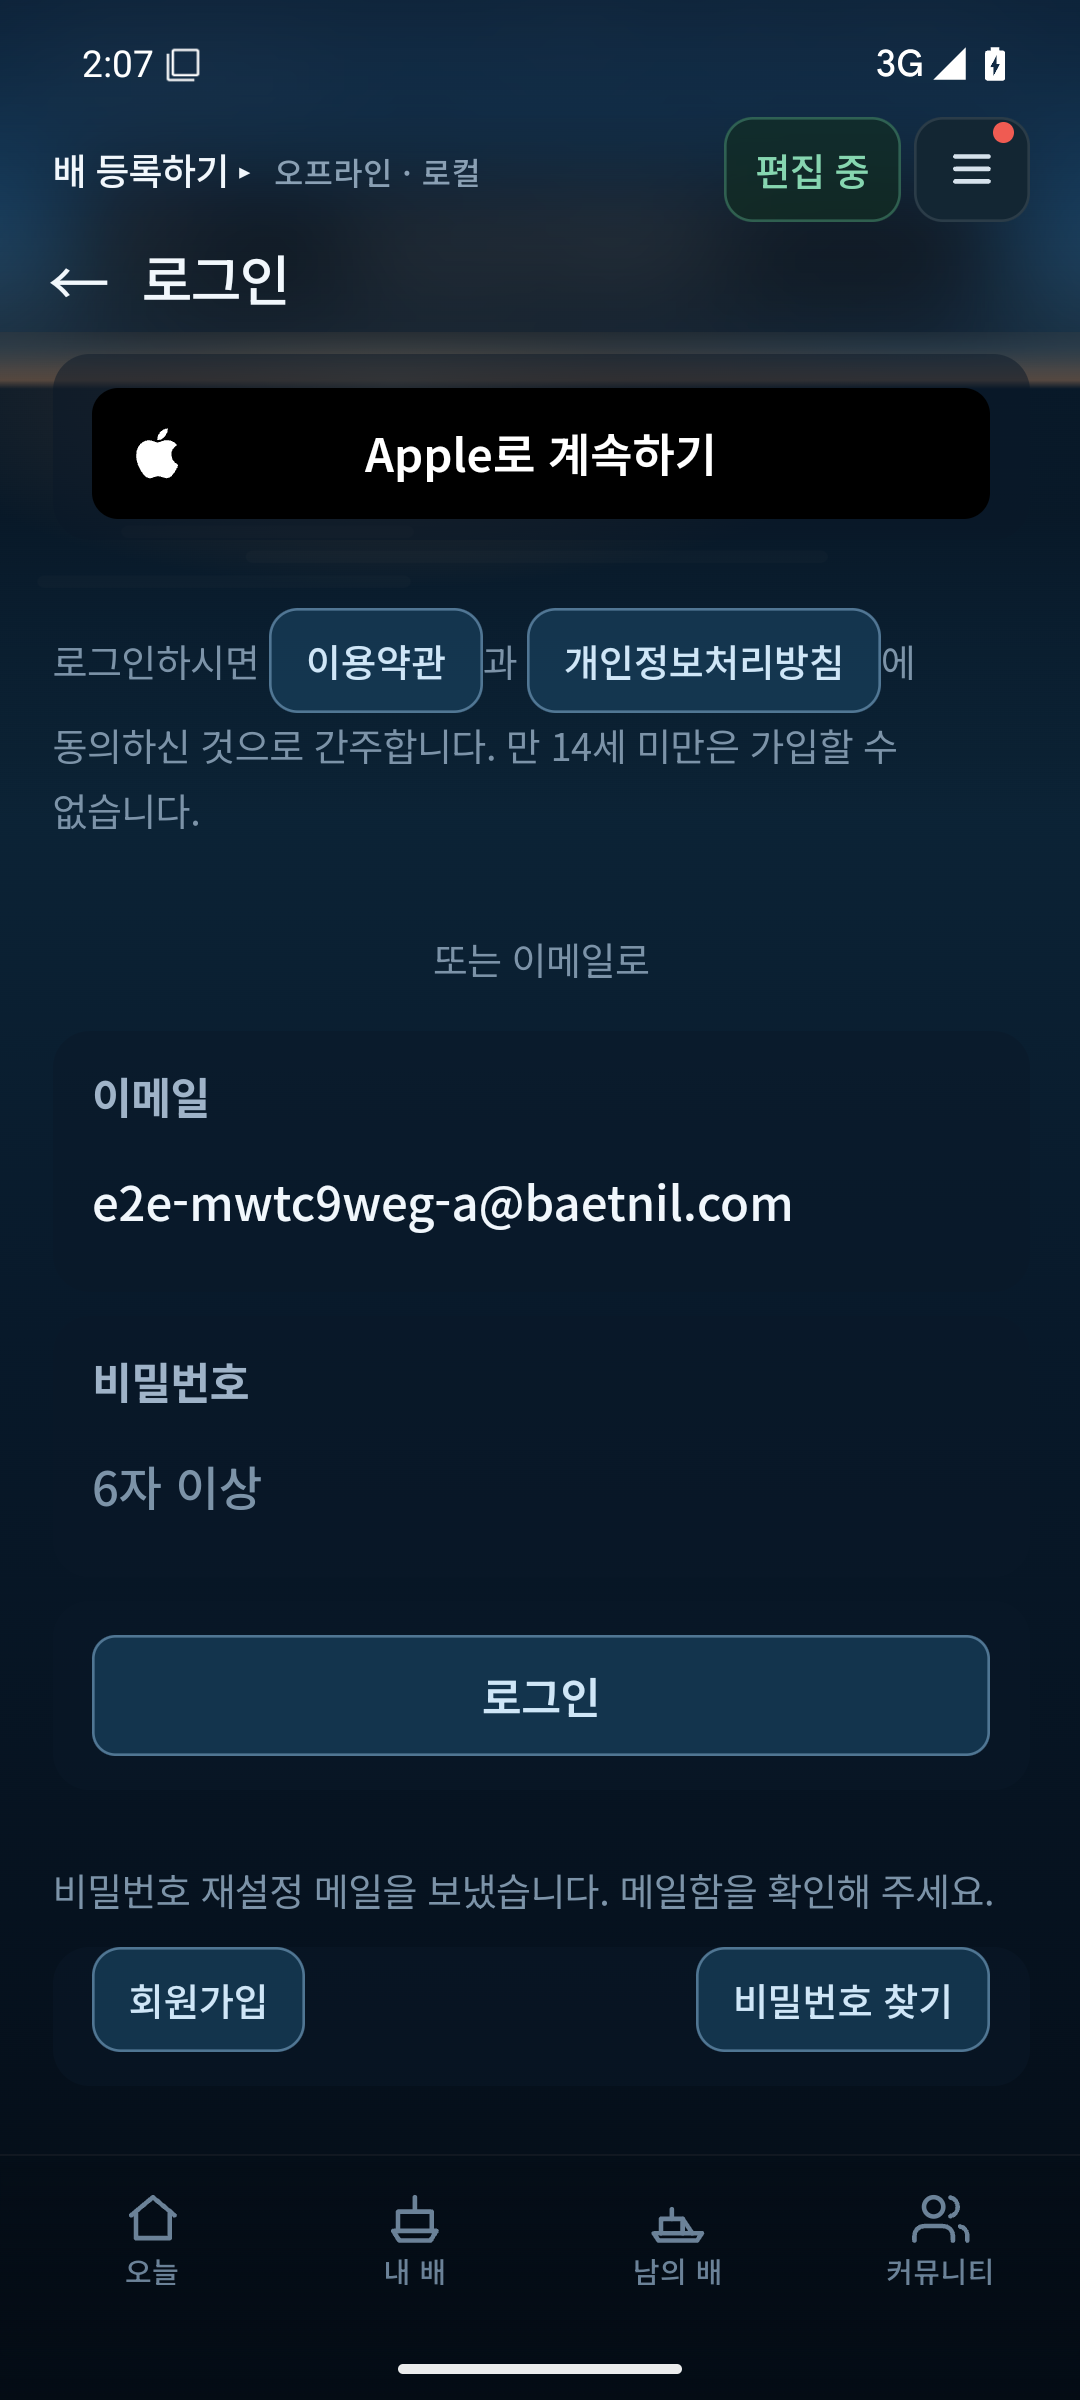 2:07
3G
배 등록하기 ▸ 오프라인 · 로컬
편집 중
← 로그인
Apple로 계속하기
로그인하시면 이용약관과 개인정보처리방침에
동의하신 것으로 간주합니다. 만 14세 미만은 가입할 수
없습니다.
또는 이메일로
이메일
e2e-mwtc9weg-a@baetnil.com
비밀번호
6자 이상
로그인
비밀번호 재설정 메일을 보냈습니다. 메일함을 확인해 주세요.
회원가입
비밀번호 찾기
오늘
내 배
남의 배
커뮤니티